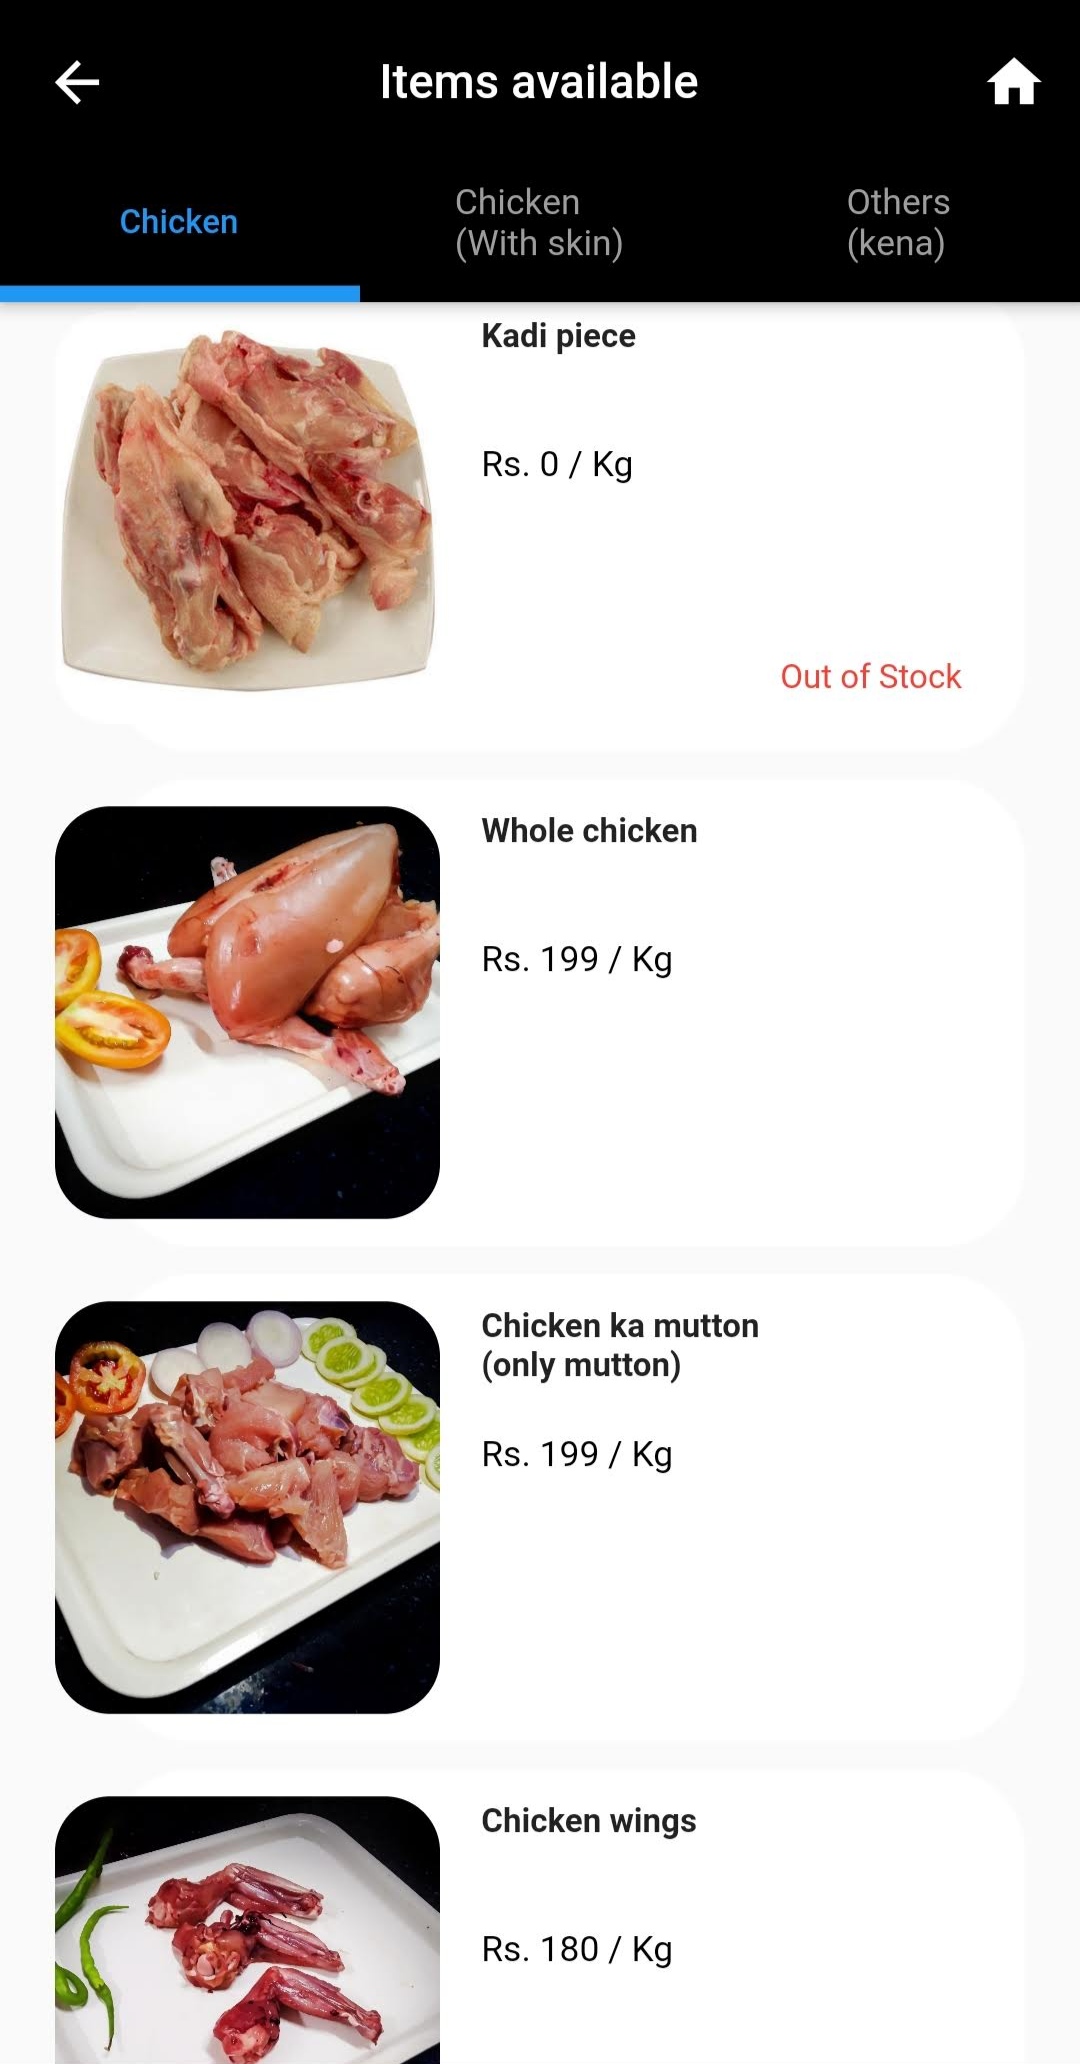 Items available
Chicken
Chicken
(With skin)
Others
(kena)
Kadi piece
Rs. 0 / Kg
Out of Stock
Whole chicken
Rs. 199 / Kg
Chicken ka mutton
(only mutton)
Rs. 199 / Kg
Chicken wings
Rs. 180 / Kg